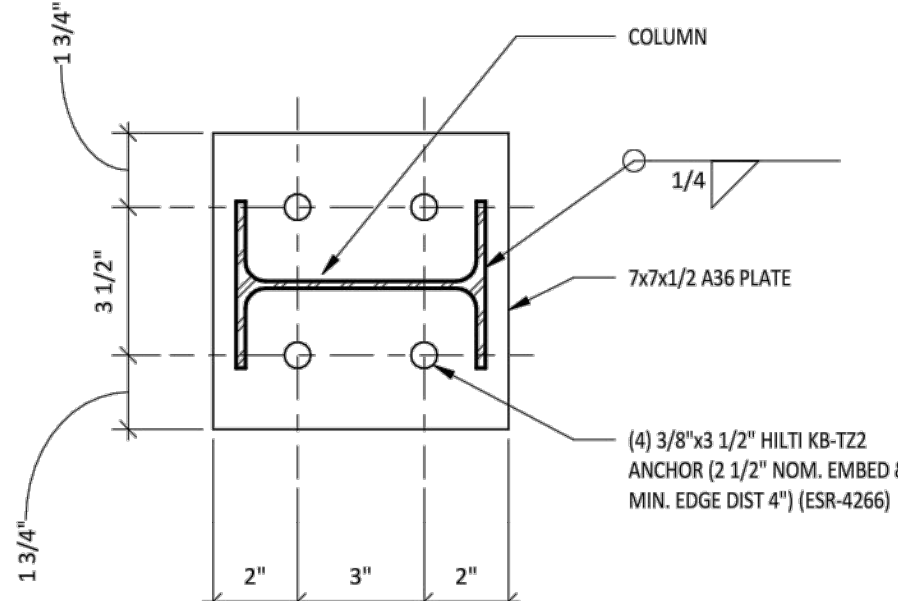 1 3/4"
COLUMN
1/4
3 1/2"
7x7x1/2 A36 PLATE
(4) 3/8"x3 1/2" HILTI KB-TZ2
ANCHOR (2 1/2" NOM. EMBED &
MIN. EDGE DIST 4") (ESR-4266)
1 3/4"
2"
3"
2"